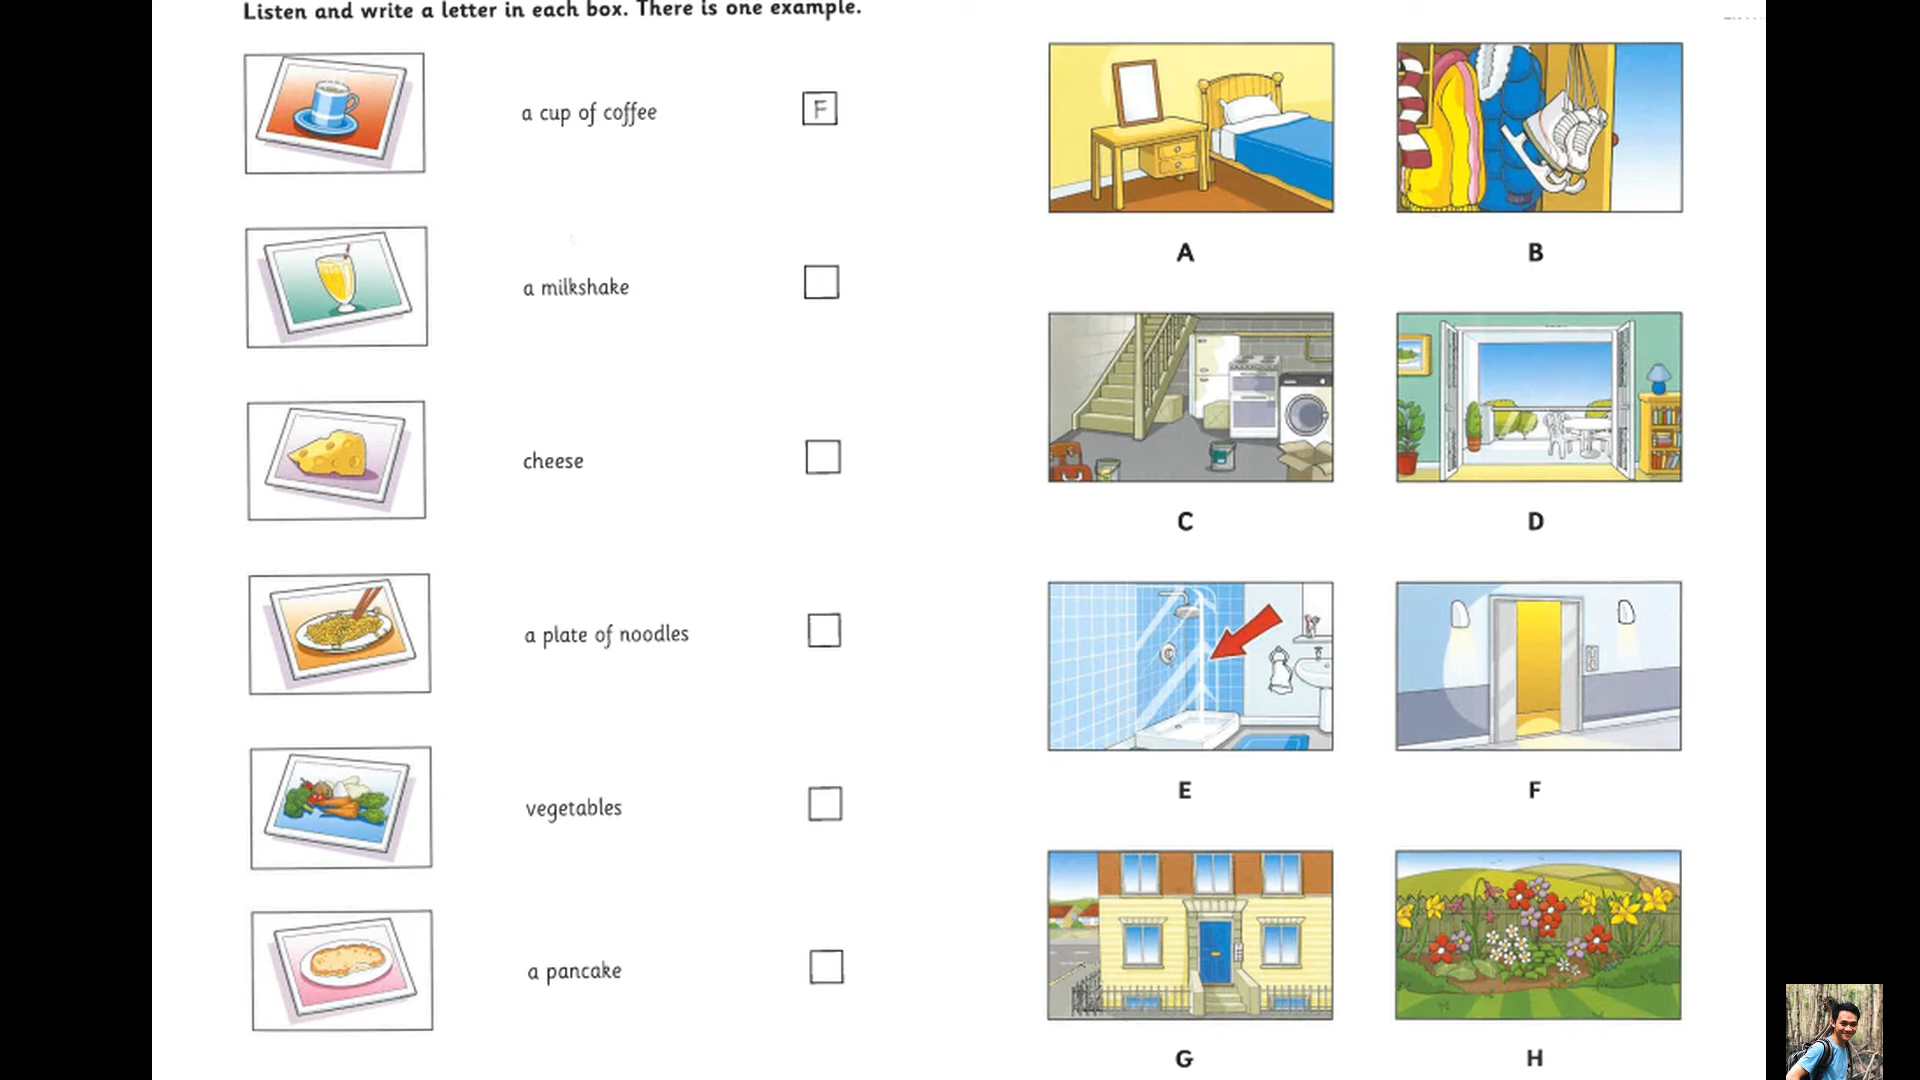 Listen and write a letter in each box. There is one example.
a cup of coffee
F
a milkshake
cheese
a plate of noodles
vegetables
a pancake
A
B
C
D
E
F
G
H